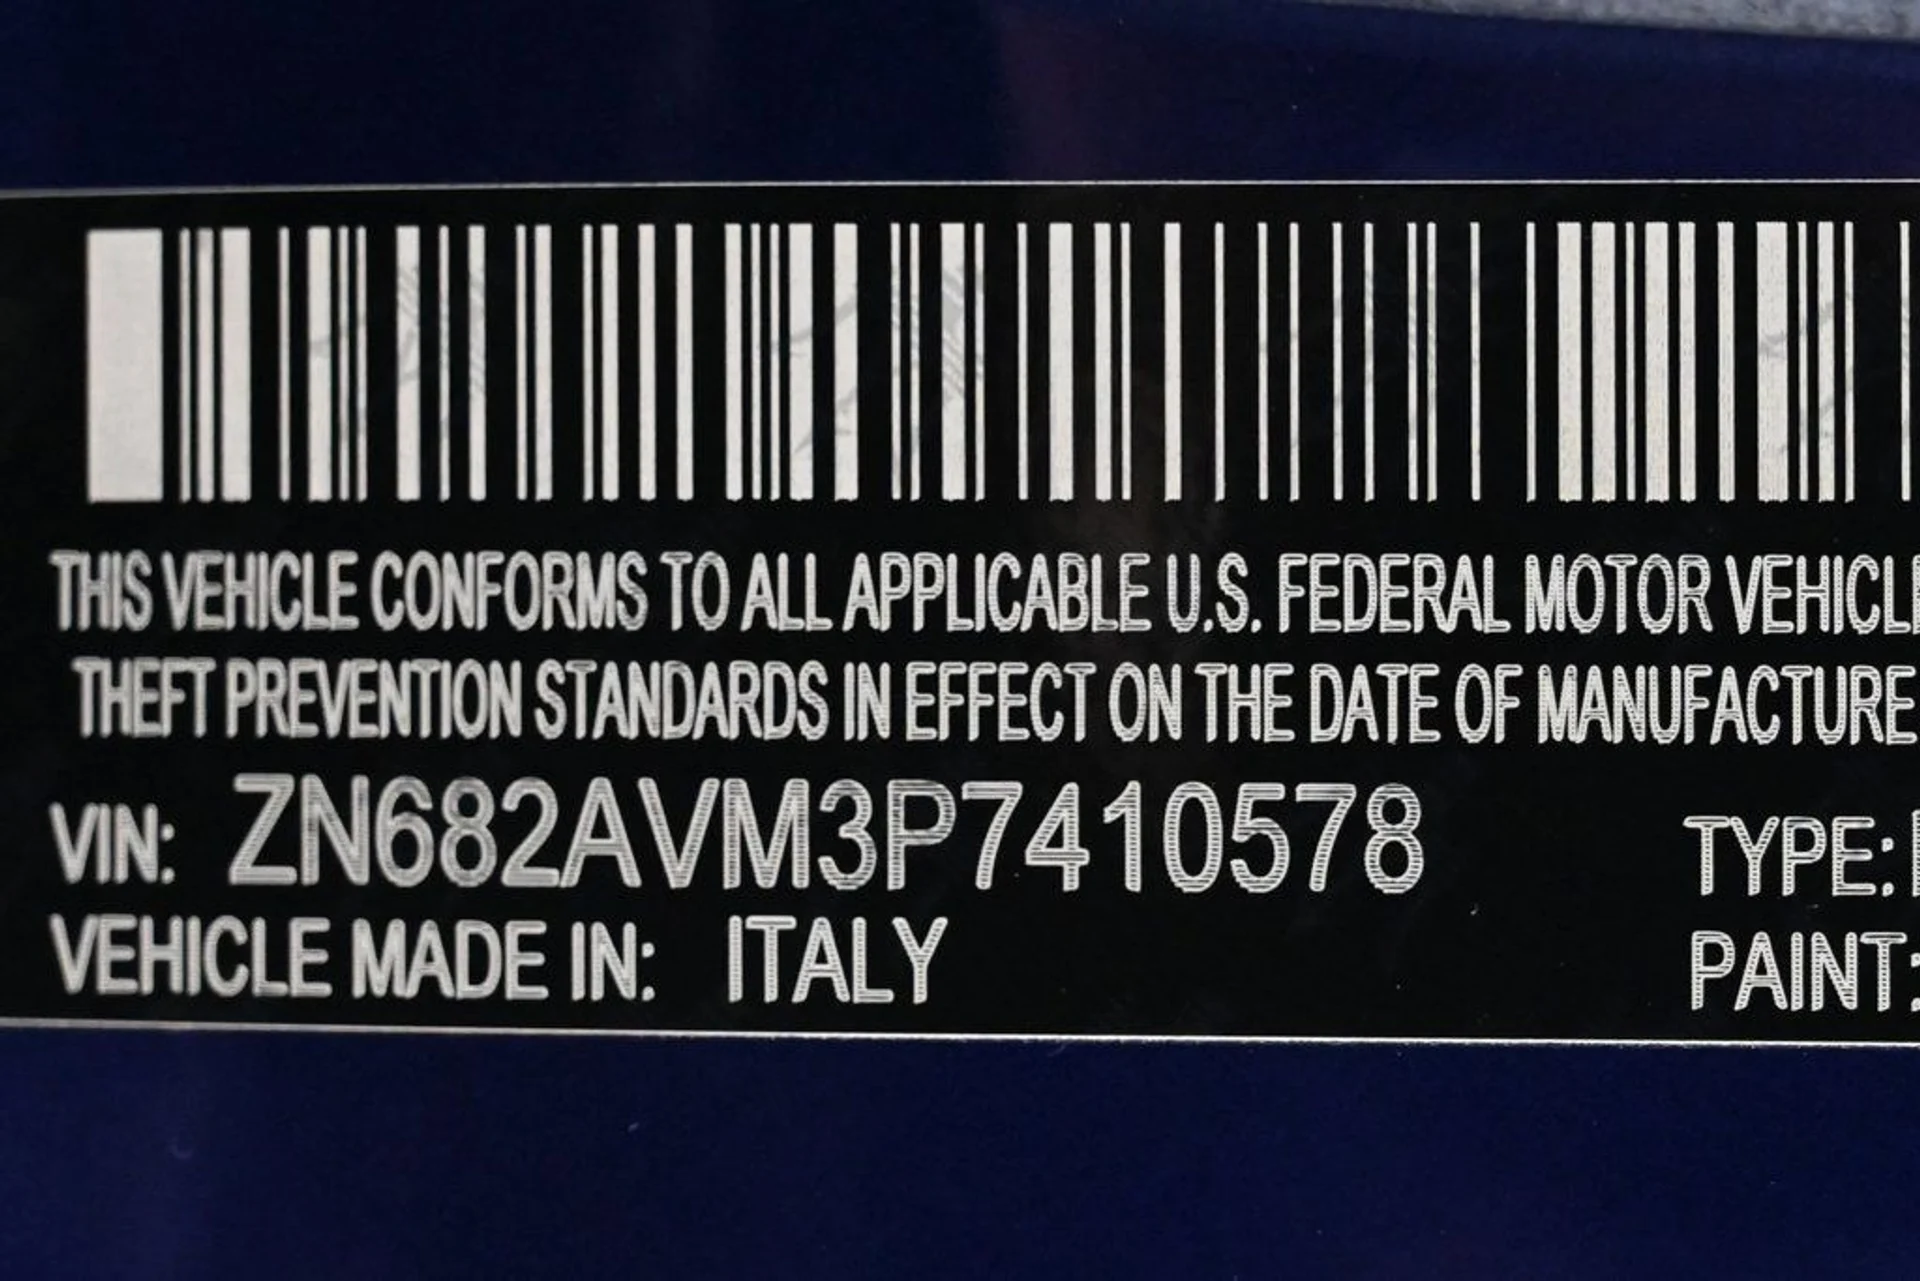 THIS VEHICLE CONFORMS TO ALL APPLICABLE U.S. FEDERAL MOTOR VEHICLE
THEFT PREVENTION STANDARDS IN EFFECT ON THE DATE OF MANUFACTURE
VIN: ZN682AVM3P7410578 TYPE:
VEHICLE MADE IN: ITALY PAINT: